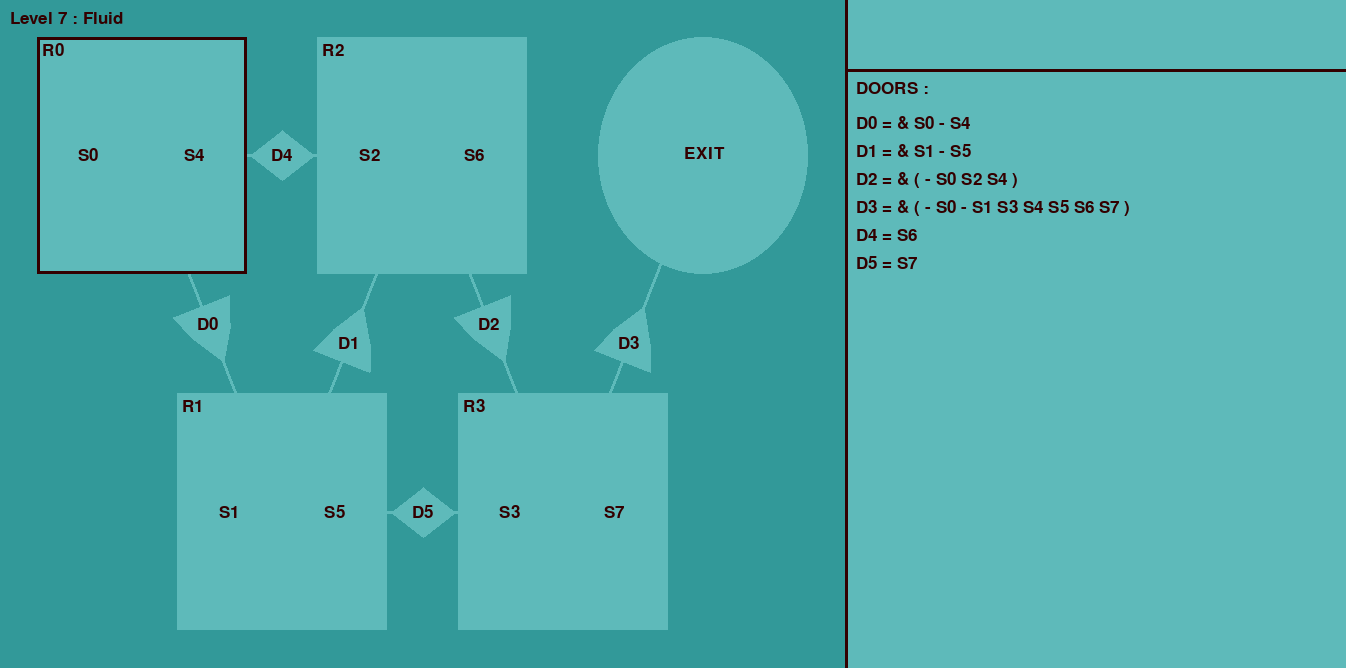 Level 7 : Fluid
R0
R2
S0
S4
D4
S2
S6
EXIT
D0
D1
D2
D3
R1
R3
S1
S5
D5
S3
S7
DOORS :
D0 = & S0 - S4
D1 = & S1 - S5
D2 = & ( - S0 S2 S4 )
D3 = & ( - S0 - S1 S3 S4 S5 S6 S7 )
D4 = S6
D5 = S7